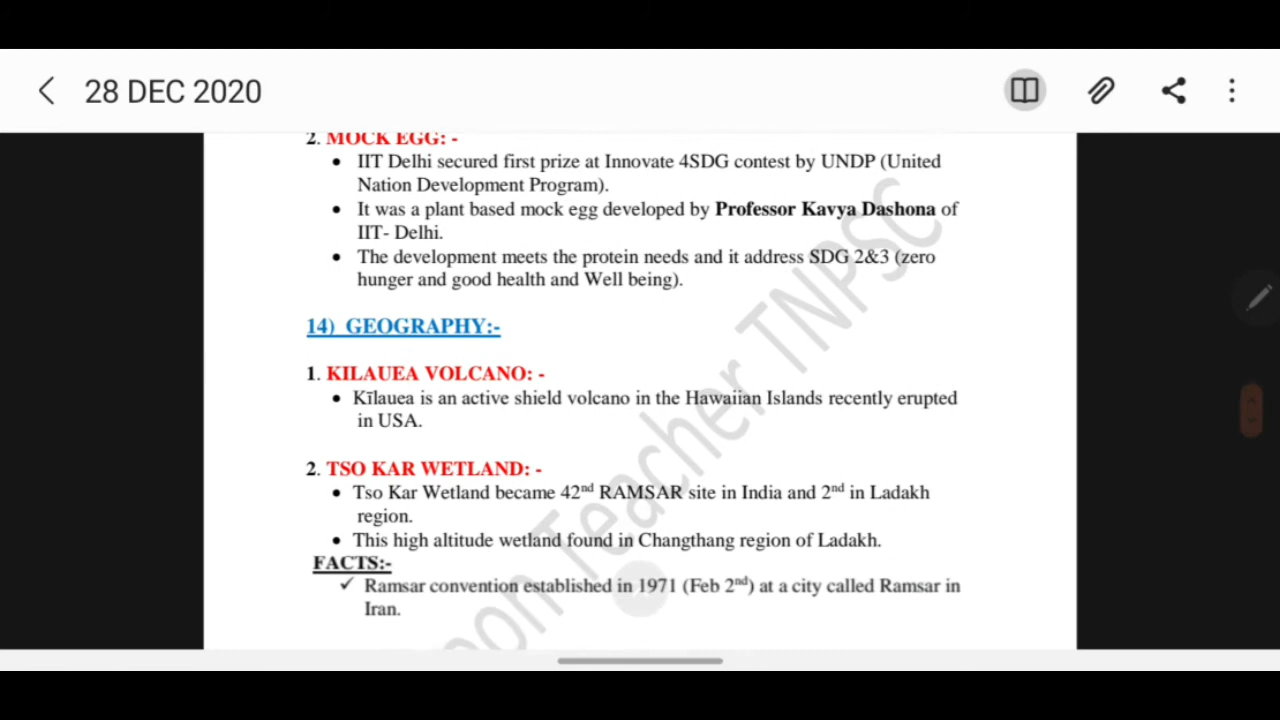 28 DEC 2020
2. MOCK EGG: -
• IIT Delhi secured first prize at Innovate 4SDG contest by UNDP (United
Nation Development Program).
• It was a plant based mock egg developed by Professor Kavya Dashona of
IIT- Delhi.
• The development meets the protein needs and it address SDG 2&3 (zero
hunger and good health and Well being).
14) GEOGRAPHY:-
1. KILAUEA VOLCANO: -
• Kīlauea is an active shield volcano in the Hawaiian Islands recently erupted
in USA.
2. TSO KAR WETLAND: -
• Tso Kar Wetland became 42nd RAMSAR site in India and 2nd in Ladakh
region.
• This high altitude wetland found in Changthang region of Ladakh.
FACTS:-
✓ Ramsar convention established in 1971 (Feb 2nd) at a city called Ramsar in
Iran.
Teacher TNPSC